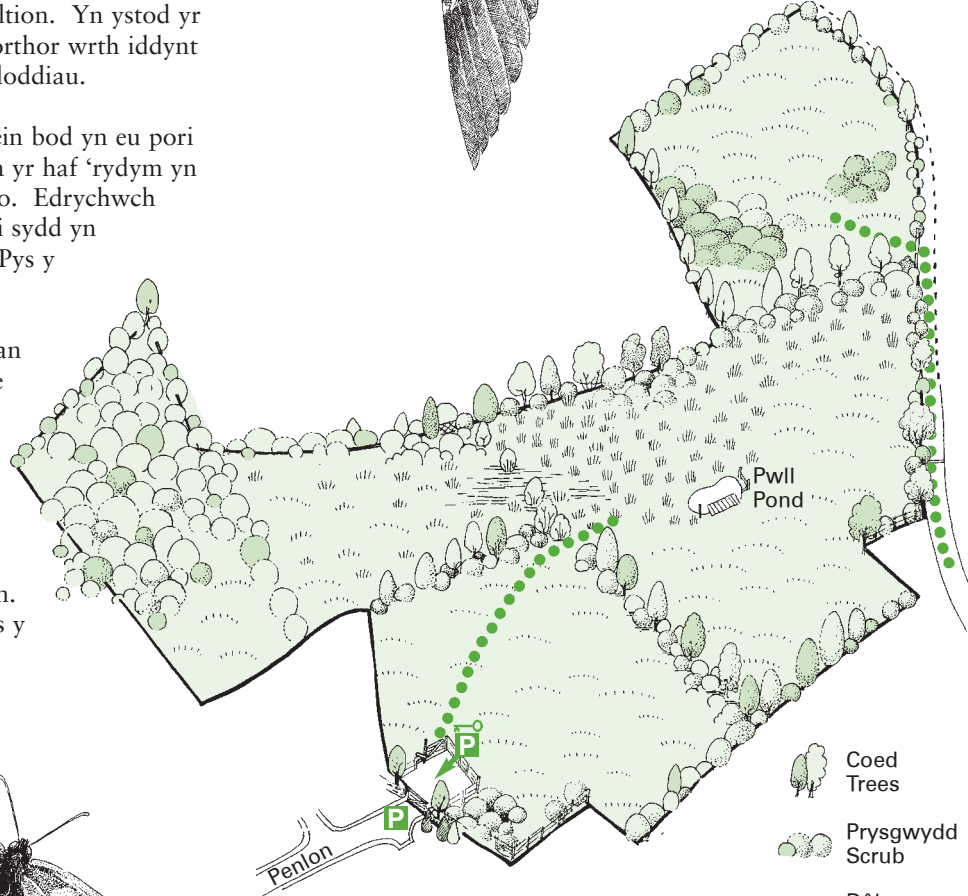 ltion. Yn ystod yr
orthor wrth iddynt
loddiau.
ein bod yn eu pori
n yr haf ‘rydym yn
o. Edrychwch
i sydd yn
Pys y
an
e
n.
s y
Pwll
Pond
P
P
Penlon
Coed
Trees
Prysgwydd
Scrub